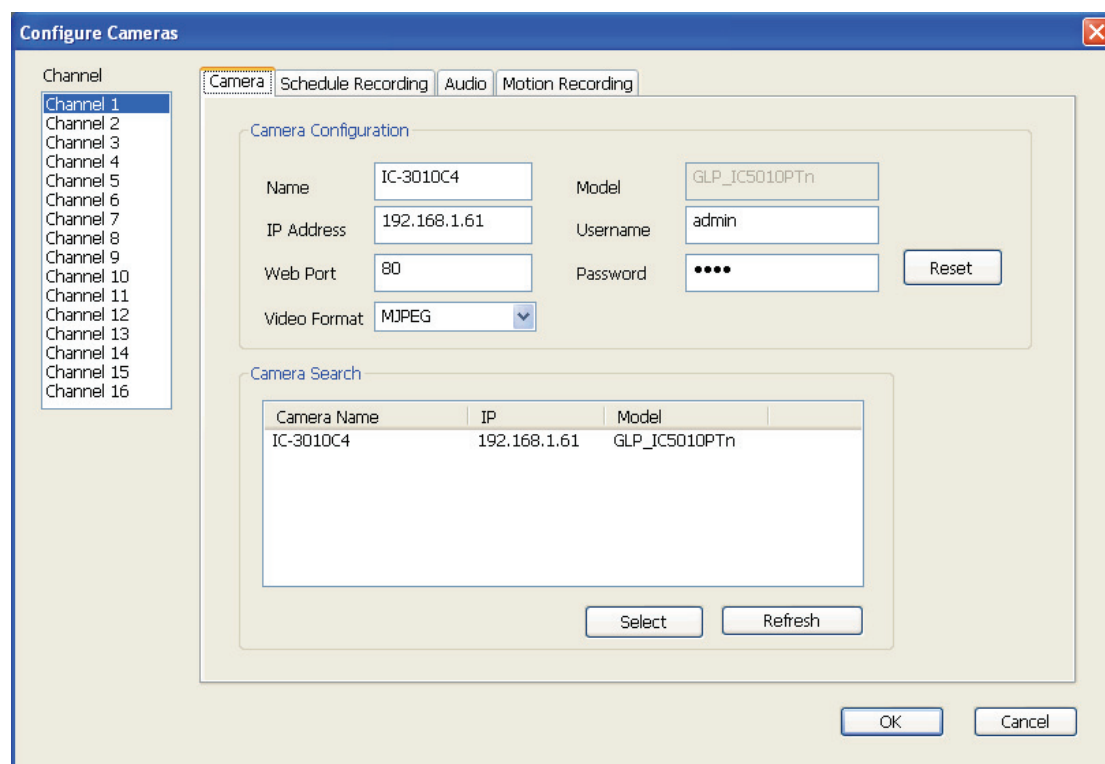 Configure Cameras
Channel
Channel 1
Channel 2
Channel 3
Channel 4
Channel 5
Channel 6
Channel 7
Channel 8
Channel 9
Channel 10
Channel 11
Channel 12
Channel 13
Channel 14
Channel 15
Channel 16
Camera Schedule Recording Audio Motion Recording
Camera Configuration
Name IC-3010C4 Model GLP_IC5010PTn
IP Address 192.168.1.61 Username admin
Web Port 80 Password •••• Reset
Video Format MJPEG
Camera Search
Camera Name IP Model
IC-3010C4 192.168.1.61 GLP_IC5010PTn
Select Refresh
OK Cancel